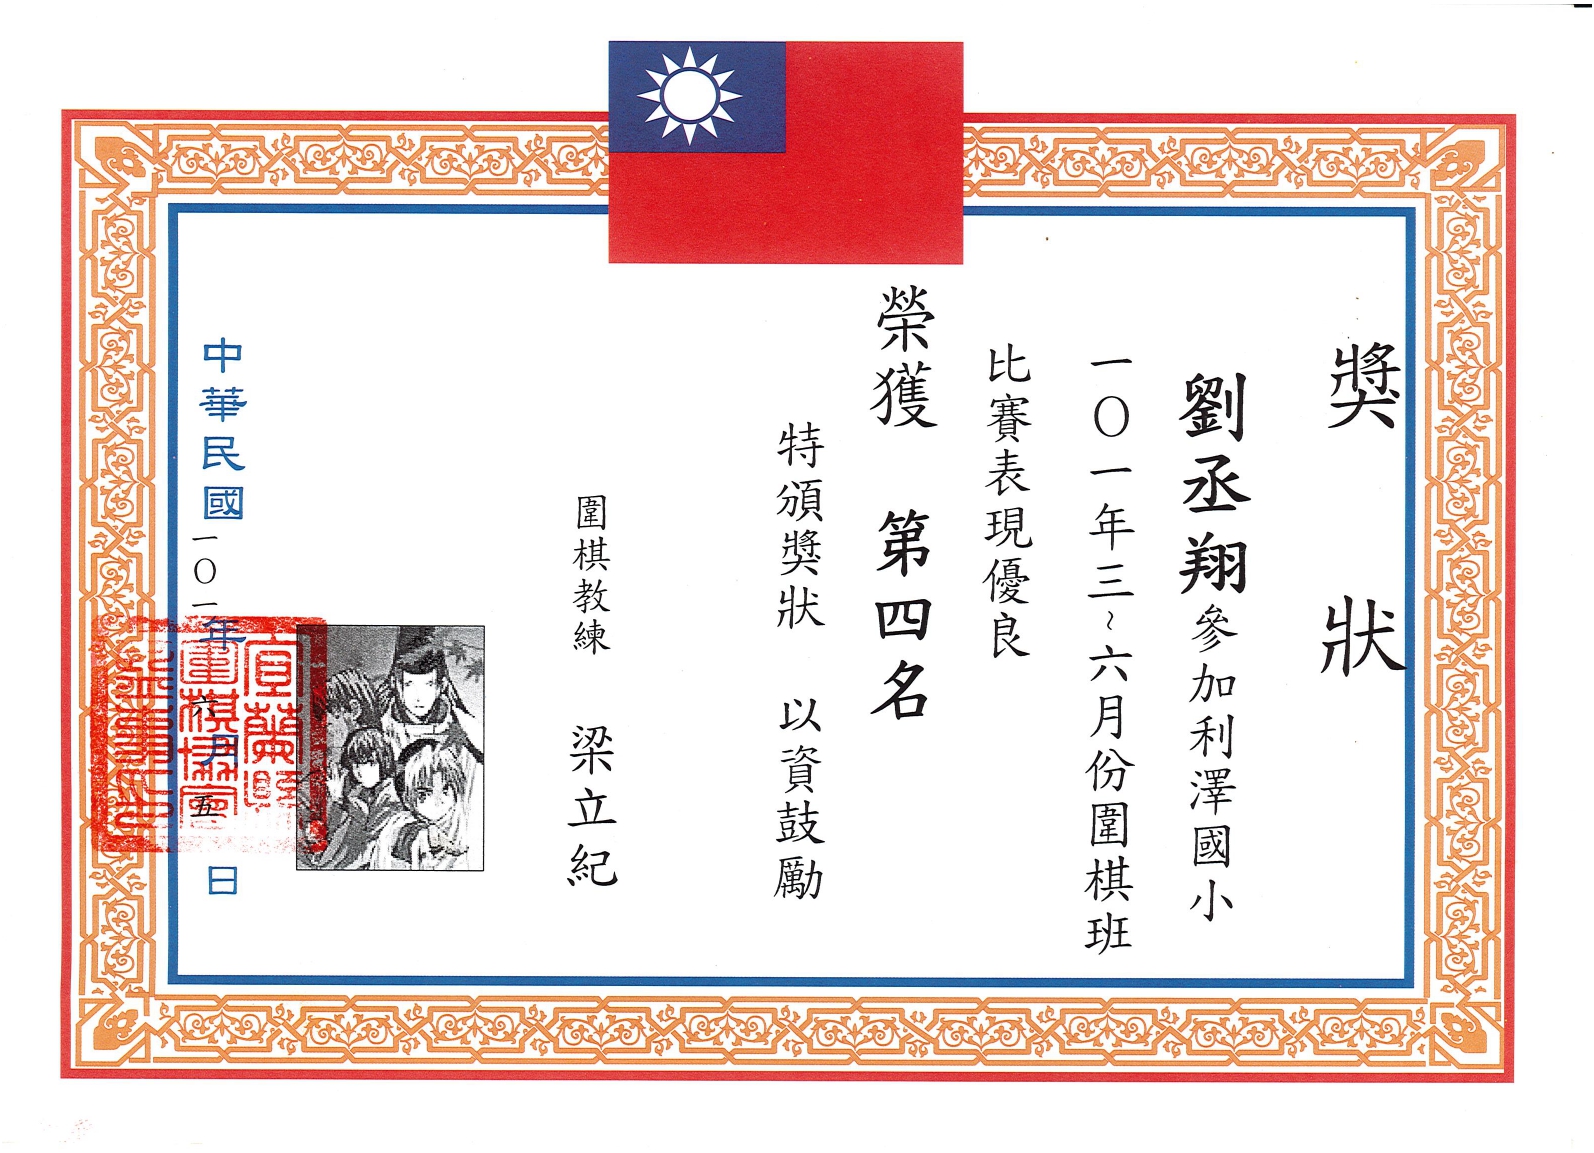 獎狀
劉丞翔參加利澤國小
一〇一年三~六月份圍棋班
比賽表現優良
榮獲 第四名
特頒獎狀 以資鼓勵
圍棋教練 梁立紀
中華民國一〇一年六月五日
宜蘭縣
圍棋協會